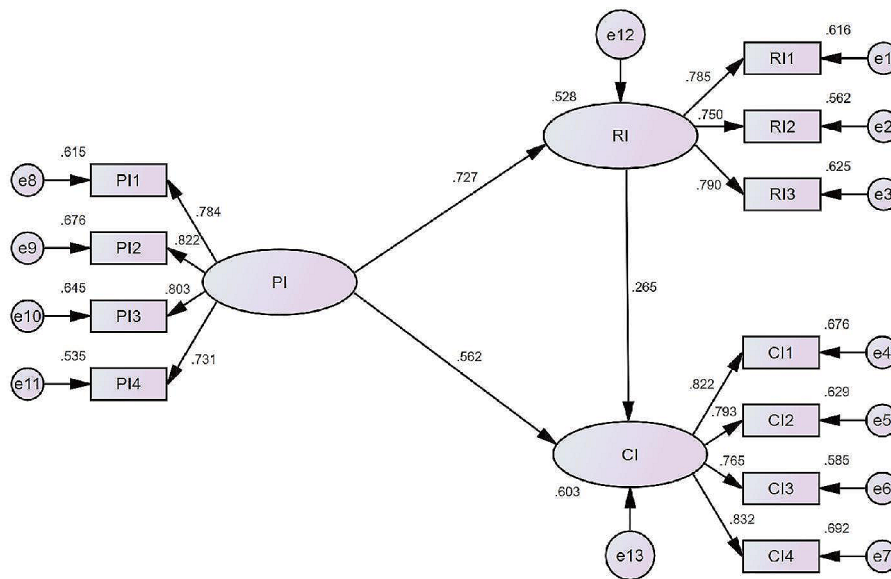 e12
.616
RI1
e1
.785
.528
.562
.750
RI2
e2
RI
.625
.790
RI3
e3
.615
e8
PI1
.784
.727
.676
e9
PI2
.822
PI
.645
.803
e10
PI3
.265
.535
.731
e11
PI4
.562
.676
CI1
e4
.822
.629
.793
CI2
e5
CI
.765
.585
CI3
e6
.603
.832
.692
e13
CI4
e7